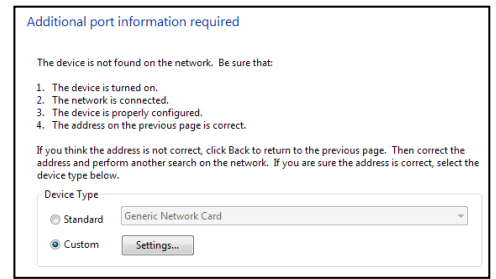 Additional port information required
The device is not found on the network.  Be sure that:
1.  The device is turned on.
2.  The network is connected.
3.  The device is properly configured.
4.  The address on the previous page is correct.
If you think the address is not correct, click Back to return to the previous page.  Then correct the
address and perform another search on the network.  If you are sure the address is correct, select the
device type below.
Device Type
Standard
Generic Network Card
Custom
Settings...